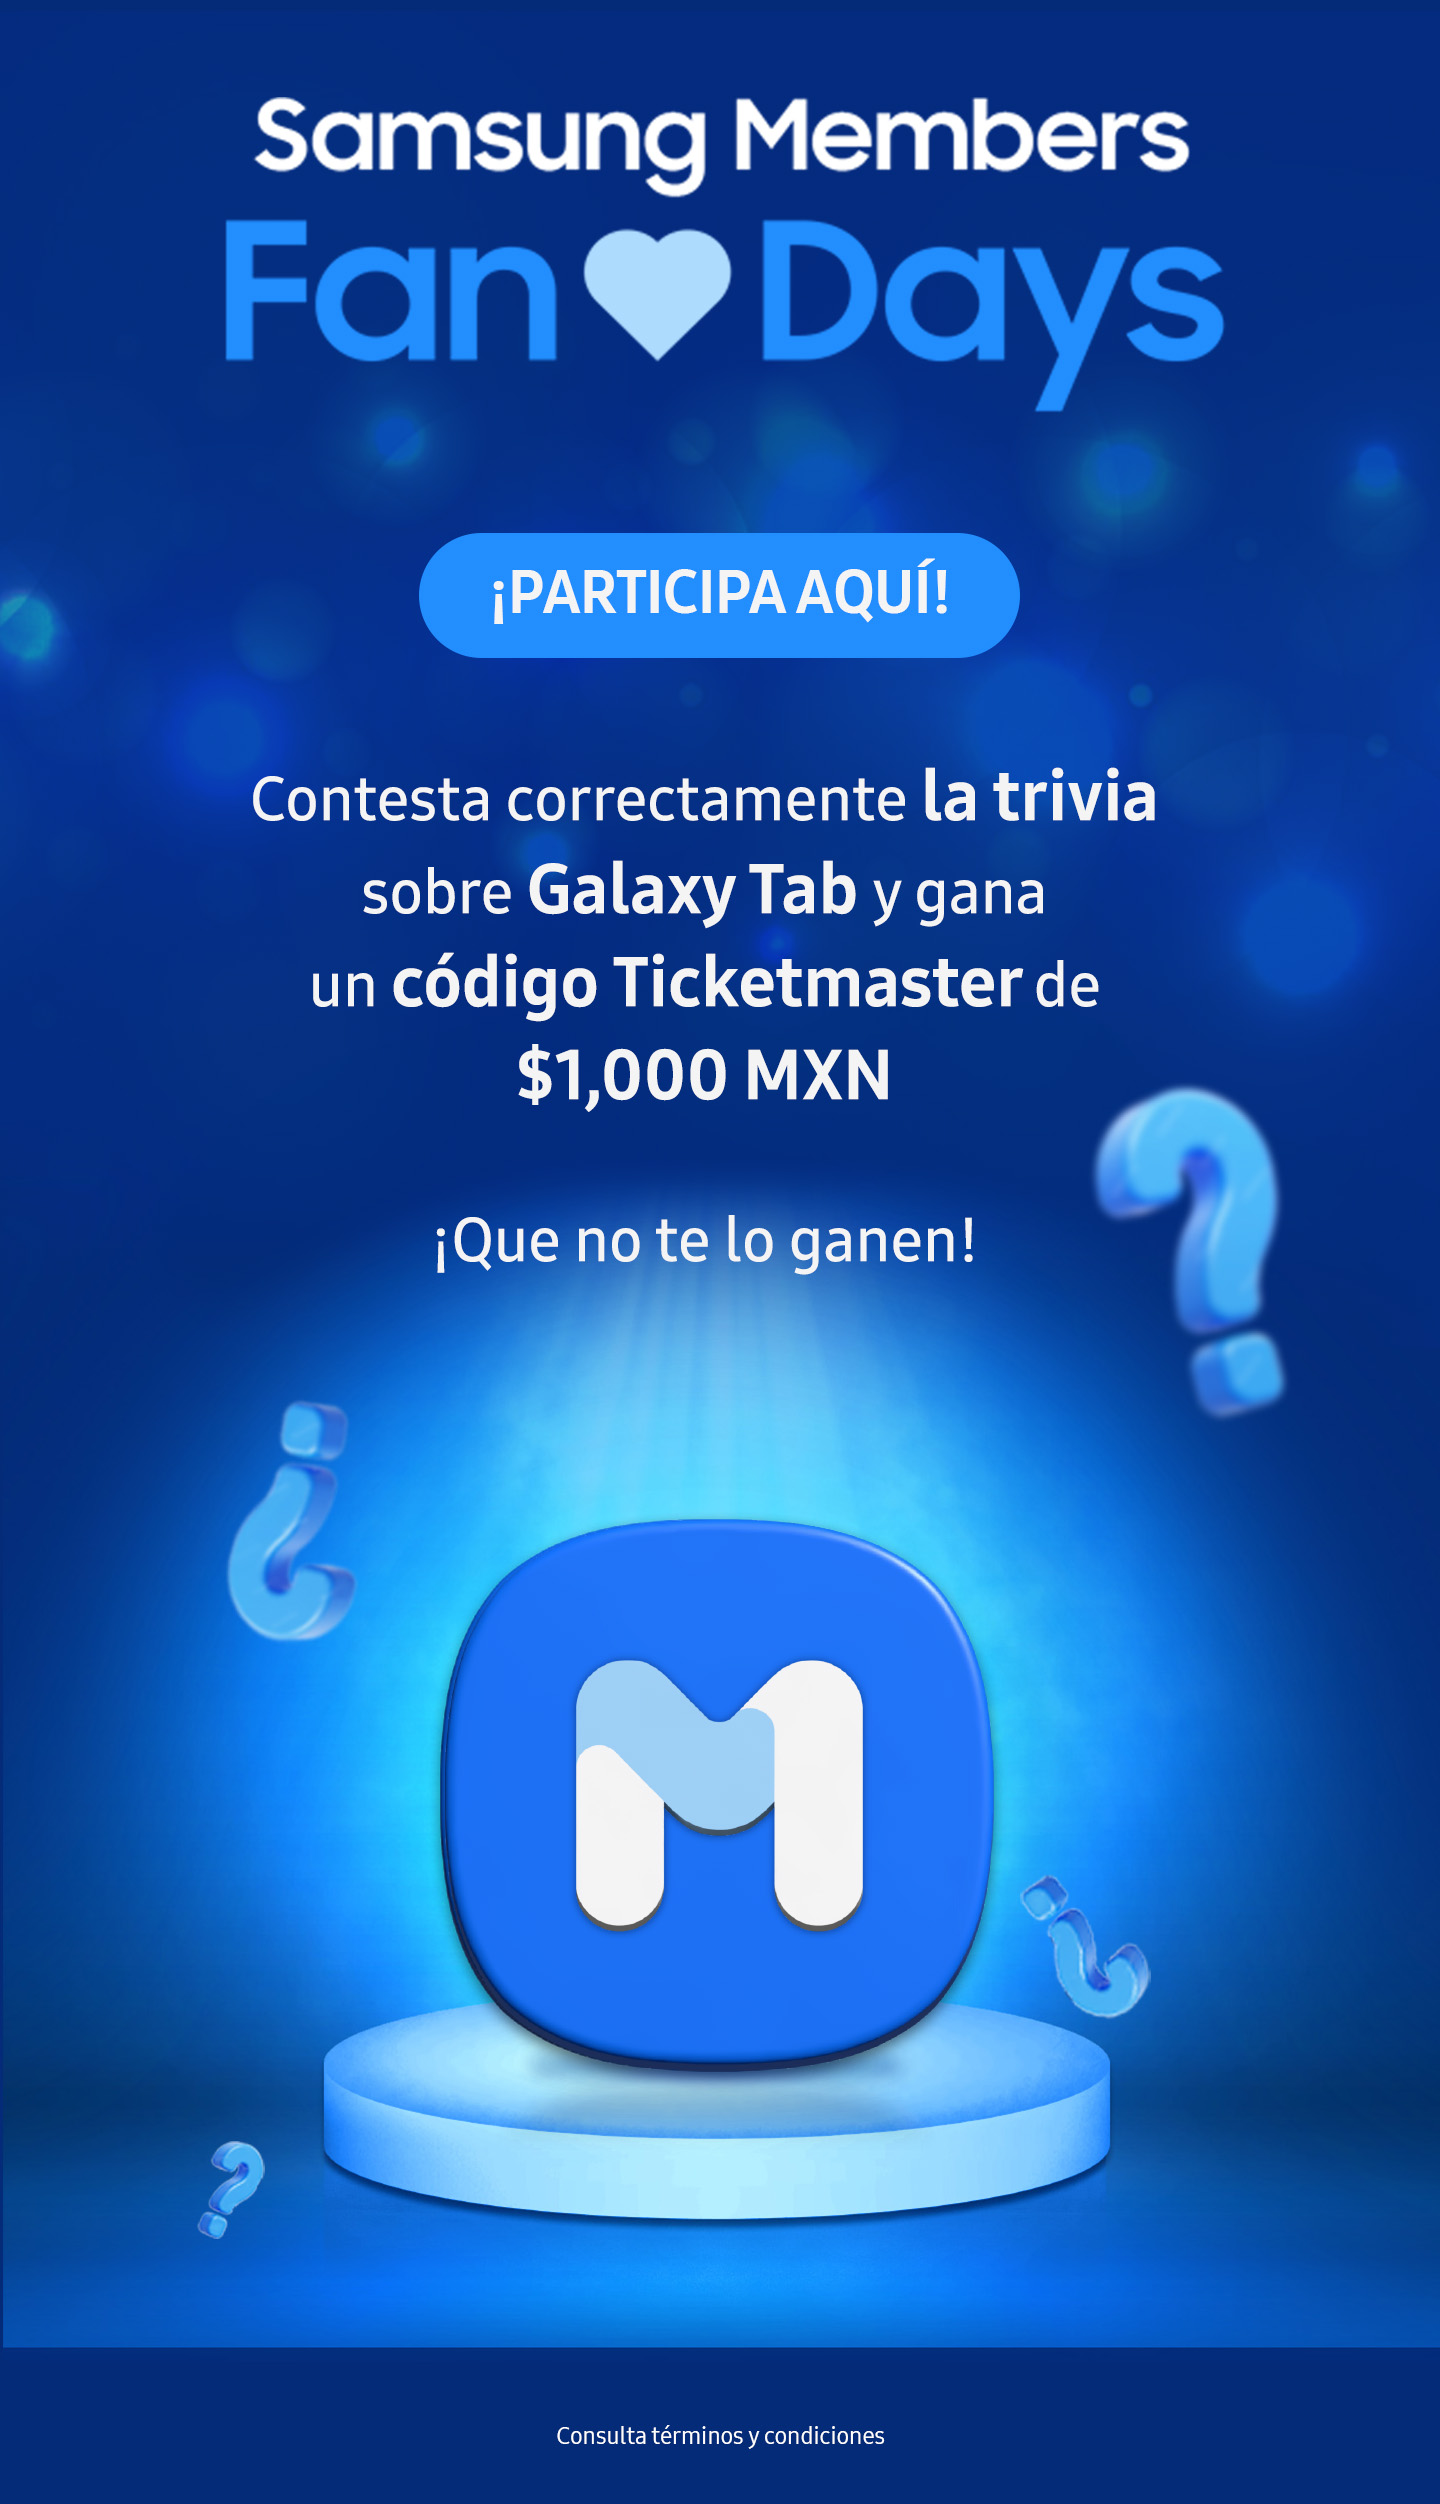 Samsung Members
Fan Days
¡PARTICIPA AQUÍ!
Contesta correctamente la trivia
sobre Galaxy Tab y gana
un código Ticketmaster de
$1,000 MXN
¡Que no te lo ganen!
M
Consulta términos y condiciones